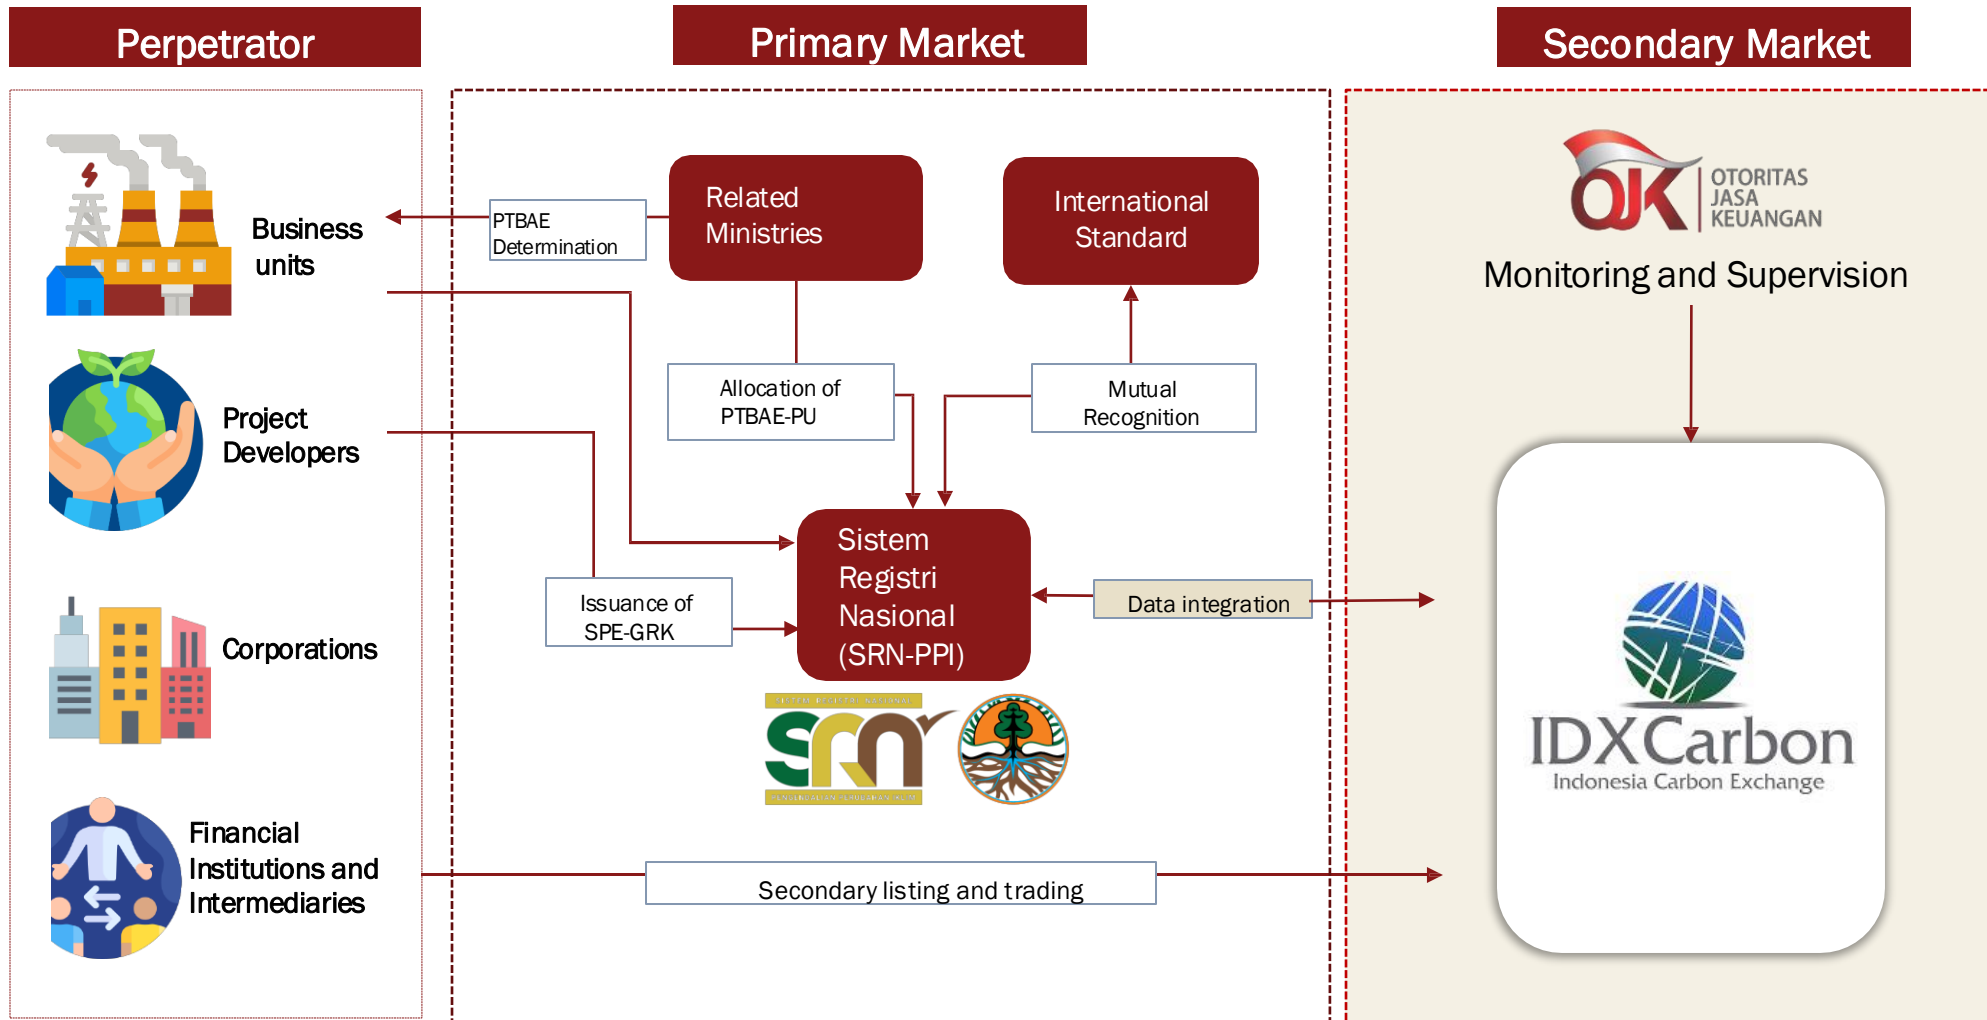 Perpetrator
Primary Market
Secondary Market
Business
units
Project
Developers
Corporations
Financial
Institutions and
Intermediaries
PTBAE
Determination
Related
Ministries
International
Standard
Allocation of
PTBAE-PU
Mutual
Recognition
Issuance of
SPE-GRK
Sistem
Registri
Nasional
(SRN-PPI)
Data integration
srn
Secondary listing and trading
OJK
OTORITAS
JASA
KEUANGAN
Monitoring and Supervision
IDXCarbon
Indonesia Carbon Exchange